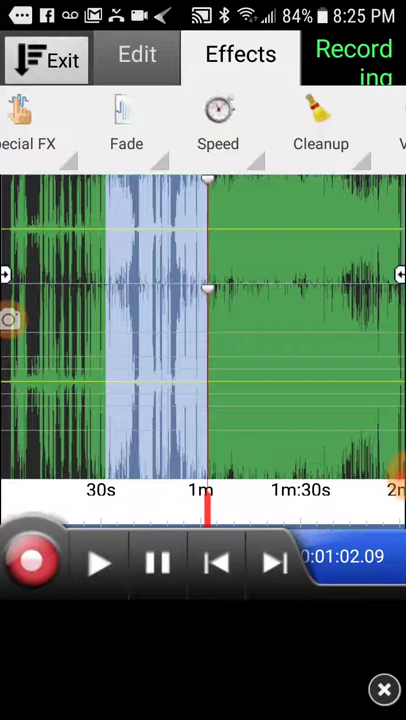 84% 8:25 PM
Exit
Edit
Effects
Record
ing
ecial FX
Fade
Speed
Cleanup
V
30s
1m
1m:30s
2m
0:01:02.09